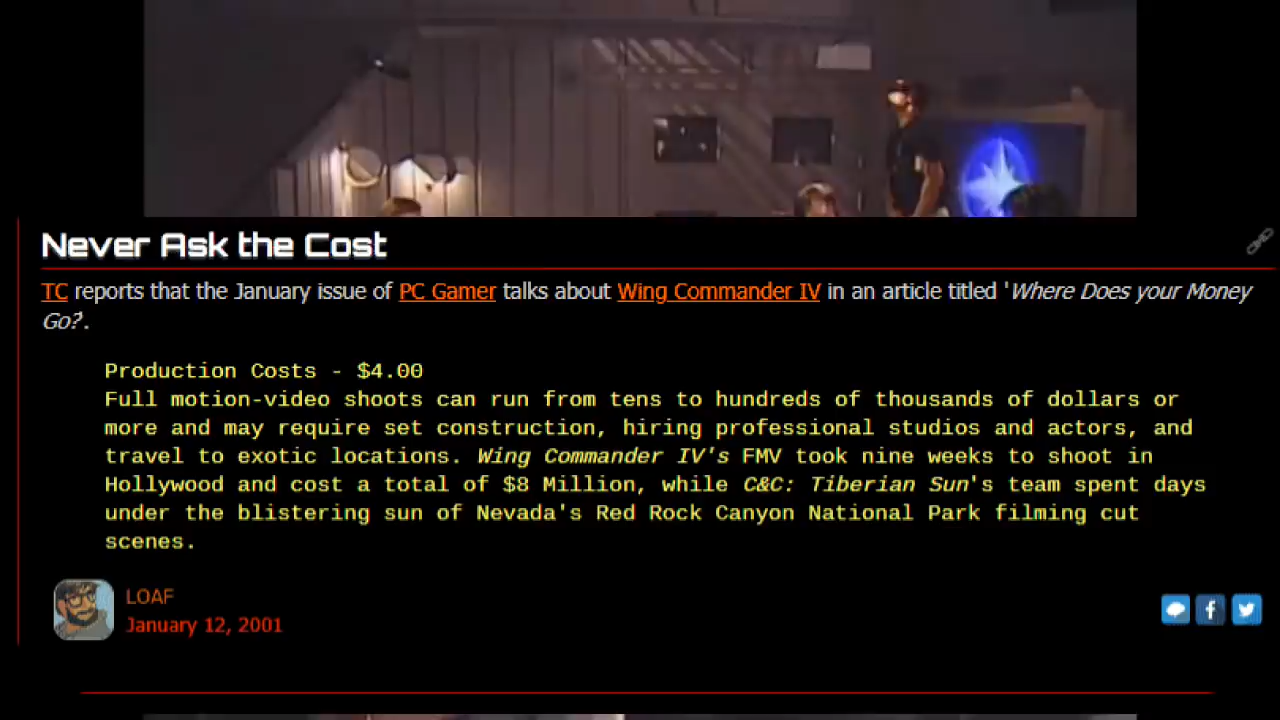 Never Ask the Cost
TC reports that the January issue of PC Gamer talks about Wing Commander IV in an article titled 'Where Does your Money
Go?'.
Production Costs - $4.00
Full motion-video shoots can run from tens to hundreds of thousands of dollars or
more and may require set construction, hiring professional studios and actors, and
travel to exotic locations. Wing Commander IV's FMV took nine weeks to shoot in
Hollywood and cost a total of $8 Million, while C&C: Tiberian Sun's team spent days
under the blistering sun of Nevada's Red Rock Canyon National Park filming cut
scenes.
LOAF
January 12, 2001